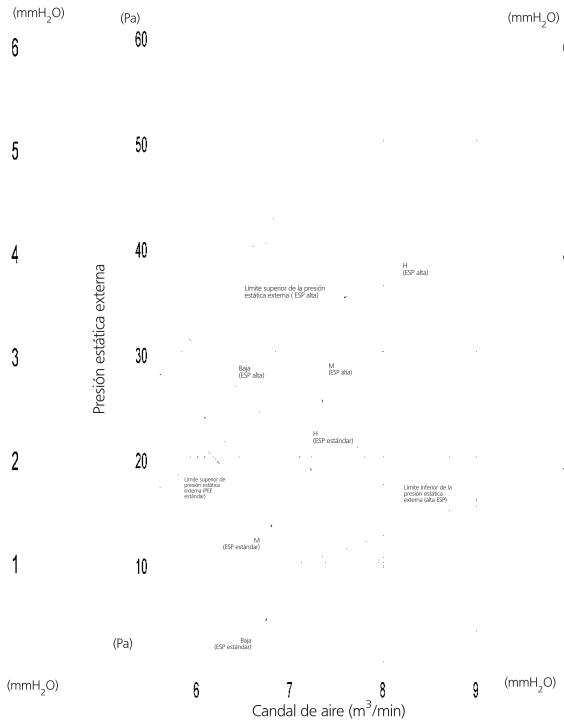 (mmH₂O)
(Pa)
(mmH₂O)
6
60
5
50
4
40
H
(ESP alta)
Límite superior de la presión
estática externa ( ESP alta)
Presión estática externa
3
30
Baja
(ESP alta)
M
(ESP alta)
H
(ESP estándar)
2
20
Límite superior de
presión estática
externa (PEE
estándar)
Límite inferior de la
presión estática
externa (alta ESP)
M
(ESP estándar)
1
10
Baja
(ESP estándar)
(Pa)
(mmH₂O)
6
7
8
9
(mmH₂O)
Candal de aire (m³/min)